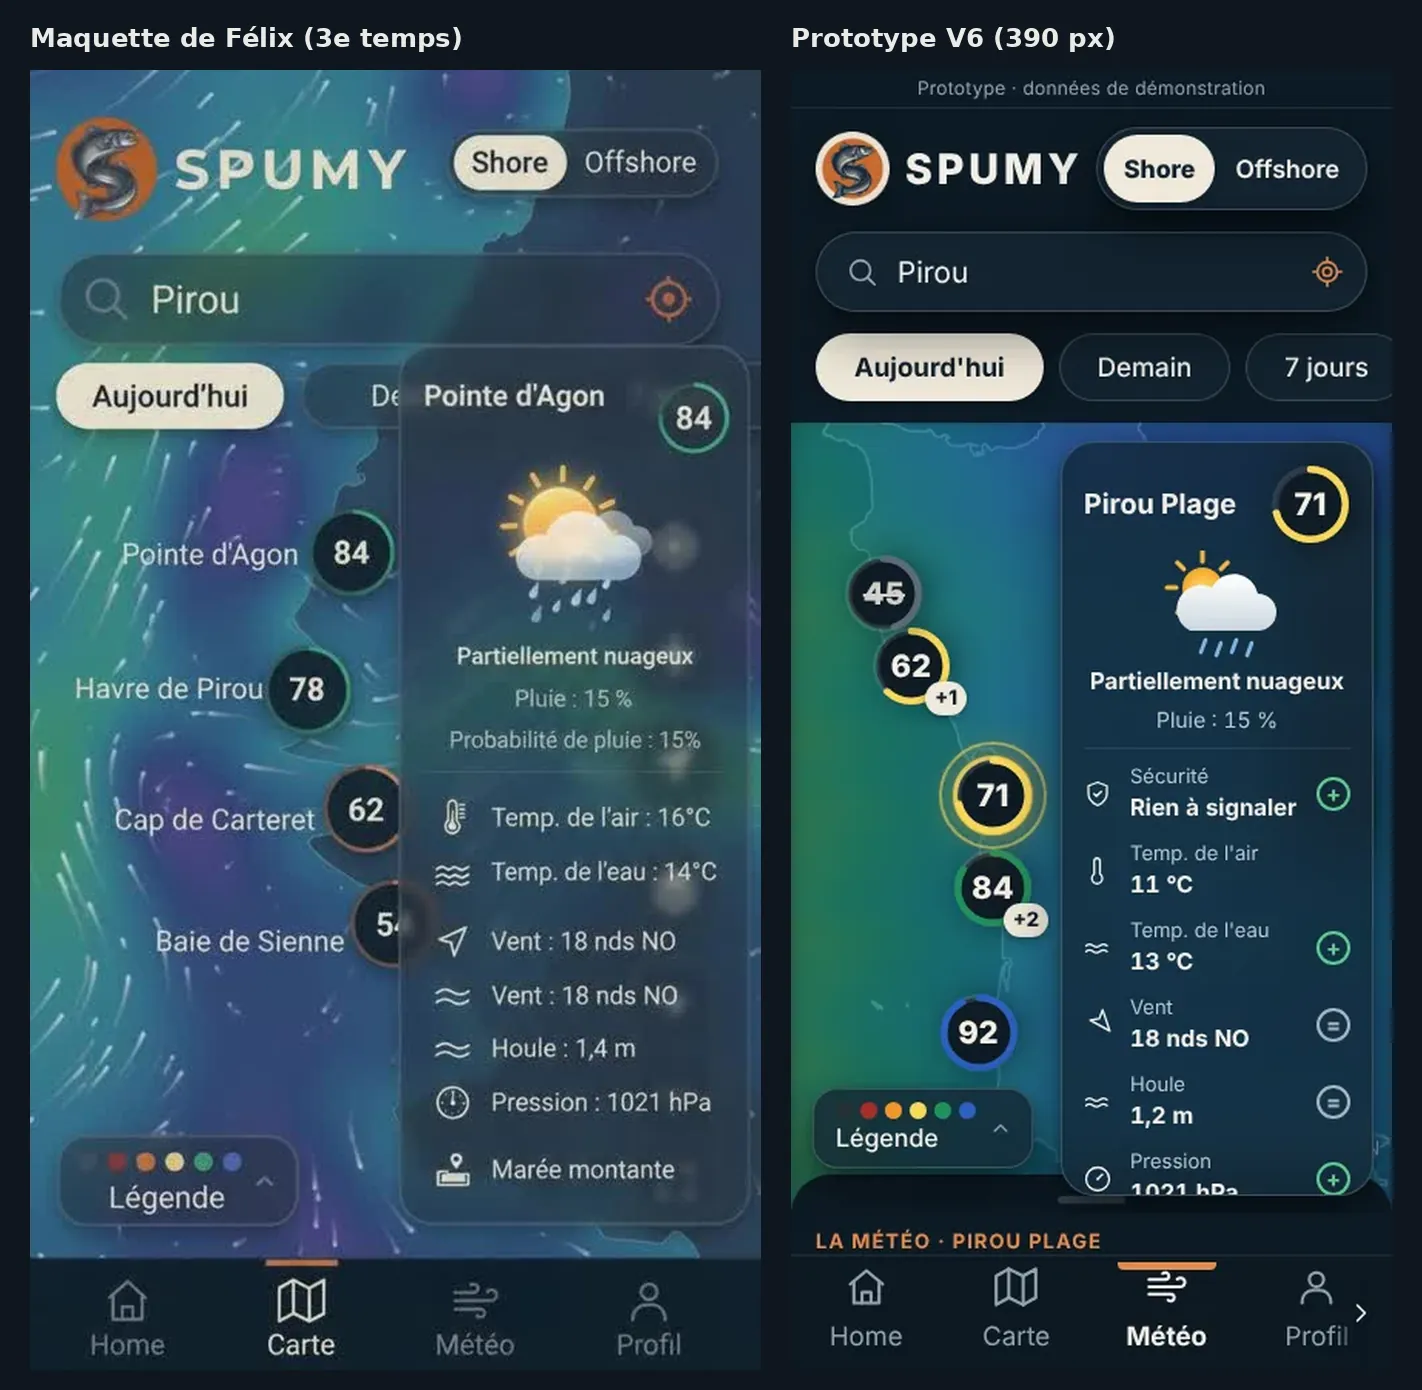 Maquette de Félix (3e temps)
SPUMY
Shore
Offshore
Pirou
Aujourd'hui
De
Pointe d'Agon
84
Partiellement nuageux
Pluie : 15 %
Probabilité de pluie : 15%
Temp. de l'air : 16°C
Temp. de l'eau : 14°C
Vent : 18 nds NO
Vent : 18 nds NO
Houle : 1,4 m
Pression : 1021 hPa
Marée montante
Pointe d'Agon
84
Havre de Pirou
78
Cap de Carteret
62
Baie de Sienne
54
Légende
Home
Carte
Météo
Profil
Prototype V6 (390 px)
Prototype · données de démonstration
SPUMY
Shore
Offshore
Pirou
Aujourd'hui
Demain
7 jours
45
62
+1
71
84
+2
92
Légende
Pirou Plage
71
Partiellement nuageux
Pluie : 15 %
Sécurité
Rien à signaler
Temp. de l'air
11 °C
Temp. de l'eau
13 °C
Vent
18 nds NO
Houle
1,2 m
Pression
1021 hPa
LA MÉTÉO · PIROU PLAGE
Home
Carte
Météo
Profil